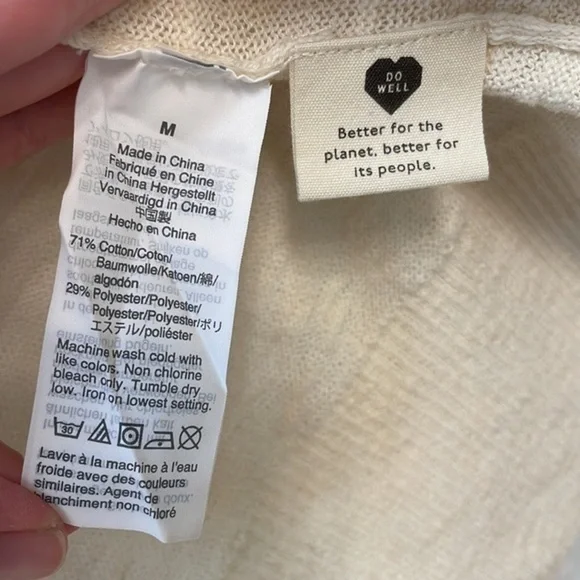 M
Made in China
Fabriqué en Chine
in China Hergestellt
Vervaardigd in China
中国製
Hecho en China
71% Cotton/Coton/
Baumwolle/Katoen/綿/
algodón
29% Polyester/Polyester/
Polyester/Polyester/ポリ
エステル/poliéster
Machine wash cold with
like colors. Non chlorine
bleach only. Tumble dry
low. Iron on lowest setting.
30
Laver à la machine à l'eau
froide avec des couleurs
similaires. Agent de
blanchiment non chloré
DO
WELL
Better for the
planet, better for
its people.